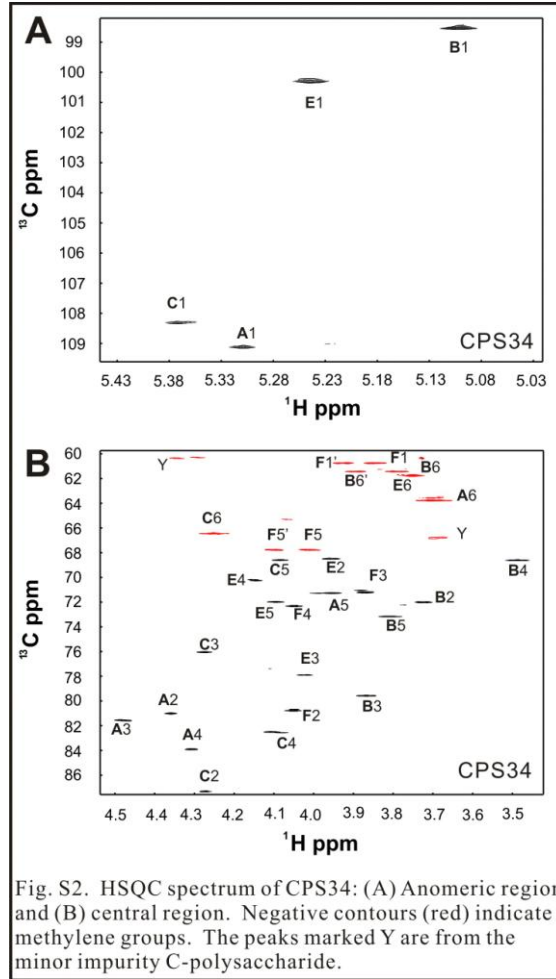 A
99
100
101
102
103
104
105
106
107
108
109
¹³C ppm
B1
E1
C1
A1
CPS34
5.43 5.38 5.33 5.28 5.23 5.18 5.13 5.08 5.03
¹H ppm
B
60
62
64
66
68
70
72
74
76
78
80
82
84
86
¹³C ppm
Y F1' F1 B6
B6' E6 A6
C6 F5' F5 Y
C5 E2 B4
E4 F3
E5 F4 A5 B2
B5
C3 E3
A2 F2 B3
A3 A4 C4
C2
CPS34
4.5 4.4 4.3 4.2 4.1 4.0 3.9 3.8 3.7 3.6 3.5
¹H ppm
Fig. S2. HSQC spectrum of CPS34: (A) Anomeric region
and (B) central region. Negative contours (red) indicate
methylene groups. The peaks marked Y are from the
minor impurity C-polysaccharide.